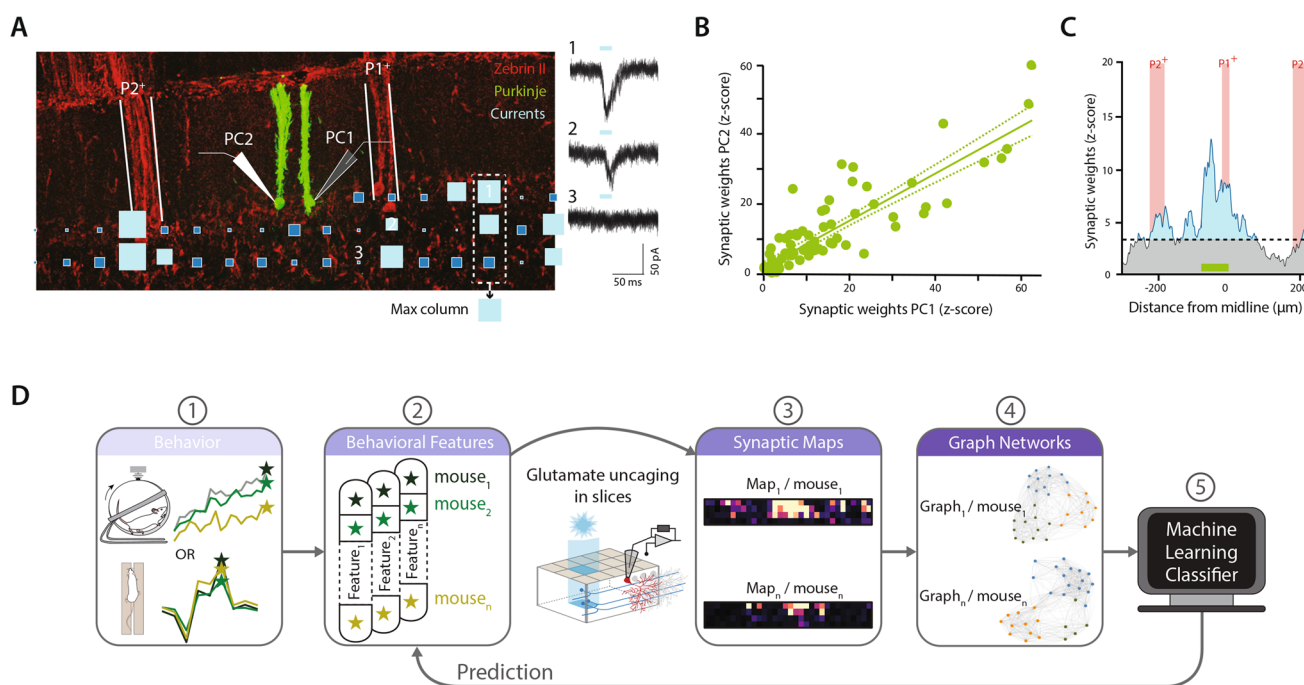 A
Zebrin II
Purkinje
Currents
P2+
P1+
PC2
PC1
1
3
1
2
3
50 pA
50 ms
Max column
B
Synaptic weights PC2 (z-score)
60
40
20
10
0
0
10
20
40
60
Synaptic weights PC1 (z-score)
C
Synaptic weights (z-score)
20
15
10
5
0
P2+
P1+
P2
-200
0
200
Distance from midline (µm)
D
1
Behavior
OR
2
Behavioral Features
mouse1
mouse2
mousen
Feature1
Feature2
Featuren
Glutamate uncaging
in slices
3
Synaptic Maps
Map1 / mouse1
Mapn / mousen
4
Graph Networks
Graph1 / mouse1
Graphn / mousen
5
Machine
Learning
Classifier
Prediction